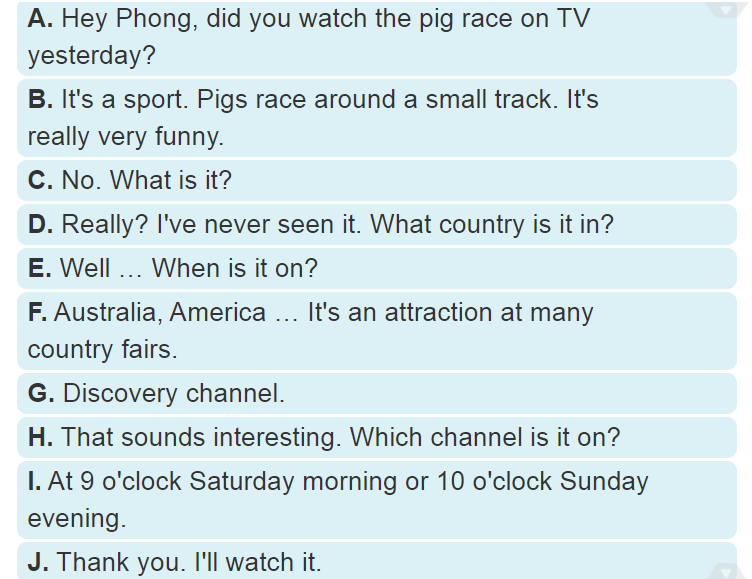 A. Hey Phong, did you watch the pig race on TV
yesterday?
B. It's a sport. Pigs race around a small track. It's
really very funny.
C. No. What is it?
D. Really? I've never seen it. What country is it in?
E. Well … When is it on?
F. Australia, America … It's an attraction at many
country fairs.
G. Discovery channel.
H. That sounds interesting. Which channel is it on?
I. At 9 o'clock Saturday morning or 10 o'clock Sunday
evening.
J. Thank you. I'll watch it.